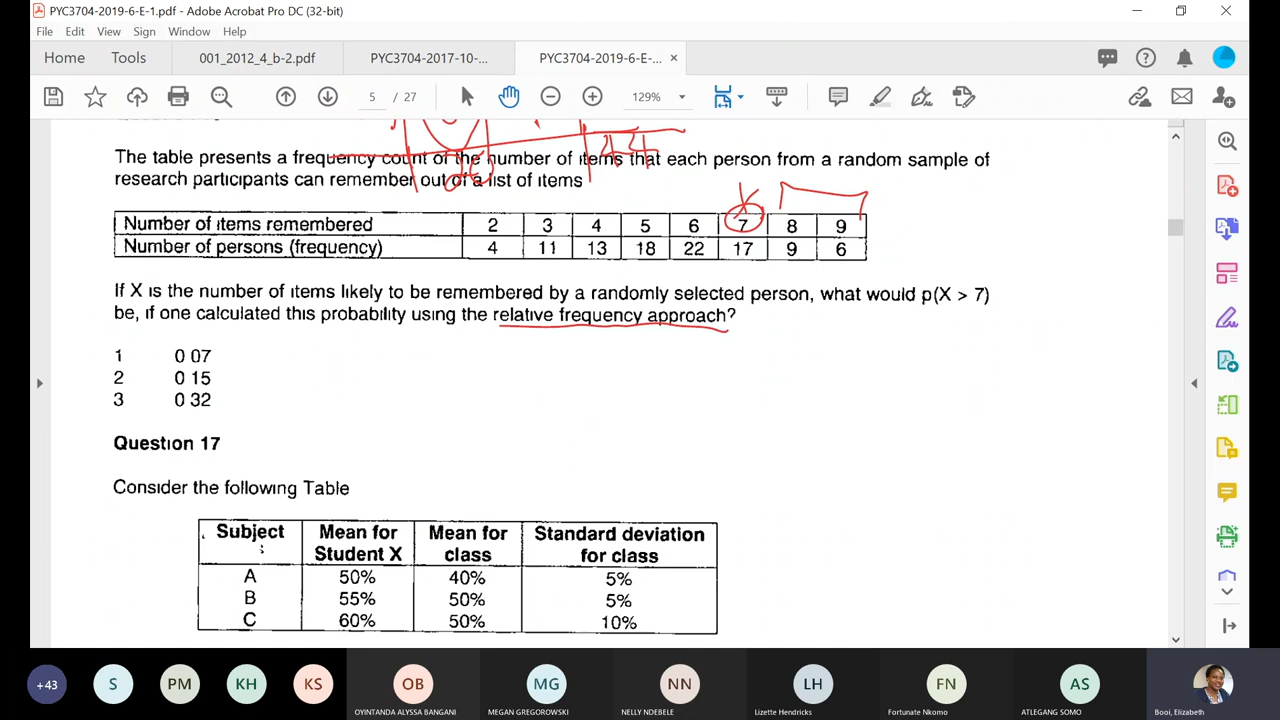 PYC3704-2019-6-E-1.pdf - Adobe Acrobat Pro DC (32-bit)
File Edit View Sign Window Help
Home Tools 001_2012_4_b-2.pdf PYC3704-2017-10-... PYC3704-2019-6-E-... ×
5 / 27 129%
The table presents a frequency count of the number of items that each person from a random sample of
research participants can remember out of a list of items
Number of items remembered 2 3 4 5 6 7 8 9
Number of persons (frequency) 4 11 13 18 22 17 9 6
If X is the number of items likely to be remembered by a randomly selected person, what would p(X > 7)
be, if one calculated this probability using the relative frequency approach?
1 0 07
2 0 15
3 0 32
Question 17
Consider the following Table
Subject Mean for Student X Mean for class Standard deviation for class
A 50% 40% 5%
B 55% 50% 5%
C 60% 50% 10%
+43 S PM KH KS OB MG NN LH FN AS
OYINTANDA ALYSSA BANGANI MEGAN GREGOROWSKI NELLY NDEBELE Lizette Hendricks Fortunate Nkomo ATLEGANG SOMO Booi, Elizabeth